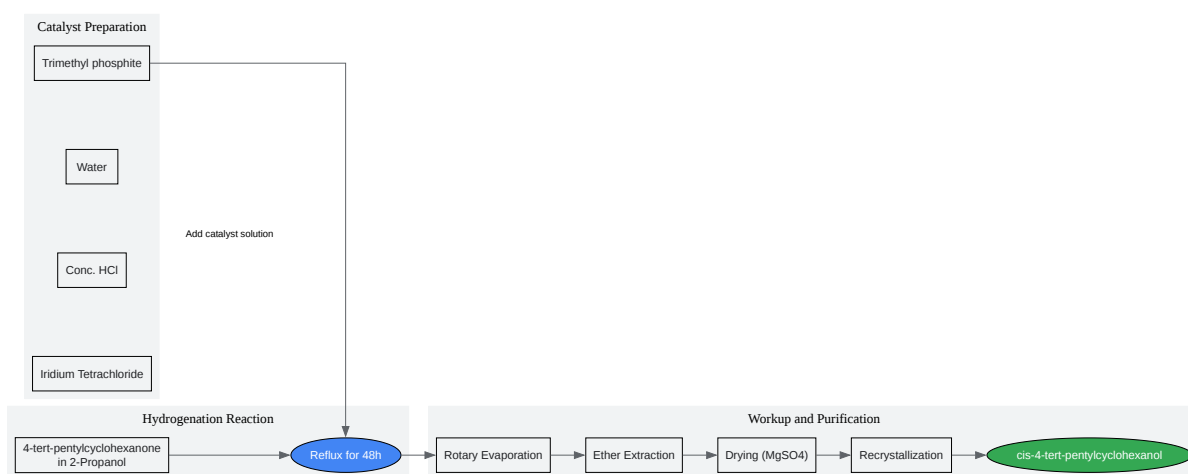 Catalyst Preparation
Trimethyl phosphite
Water
Add catalyst solution
Conc. HCl
Iridium Tetrachloride
Hydrogenation Reaction
4-tert-pentylcyclohexanone
in 2-Propanol
Reflux for 48h
Workup and Purification
Rotary Evaporation
Ether Extraction
Drying (MgSO4)
Recrystallization
cis-4-tert-pentylcyclohexanol